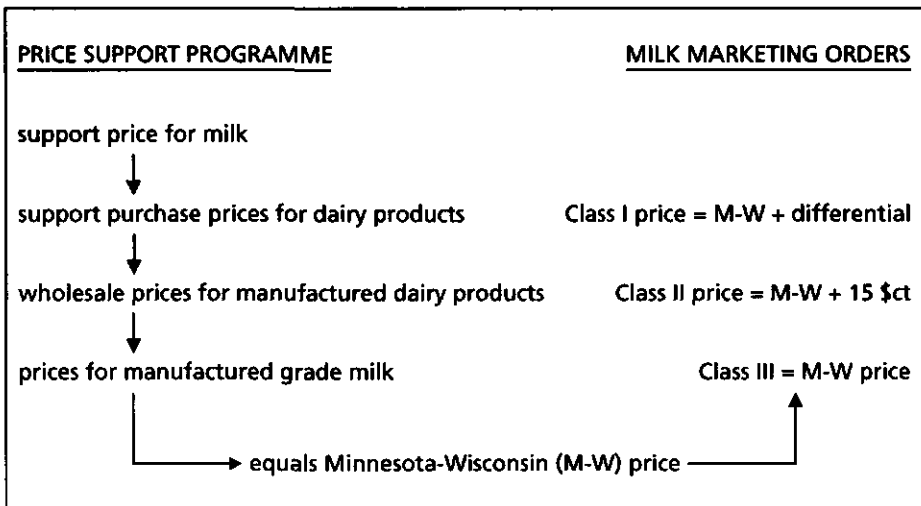 PRICE SUPPORT PROGRAMME MILK MARKETING ORDERS
support price for milk
support purchase prices for dairy products Class I price = M-W + differential
wholesale prices for manufactured dairy products Class II price = M-W + 15 $ct
prices for manufactured grade milk Class III = M-W price
equals Minnesota-Wisconsin (M-W) price